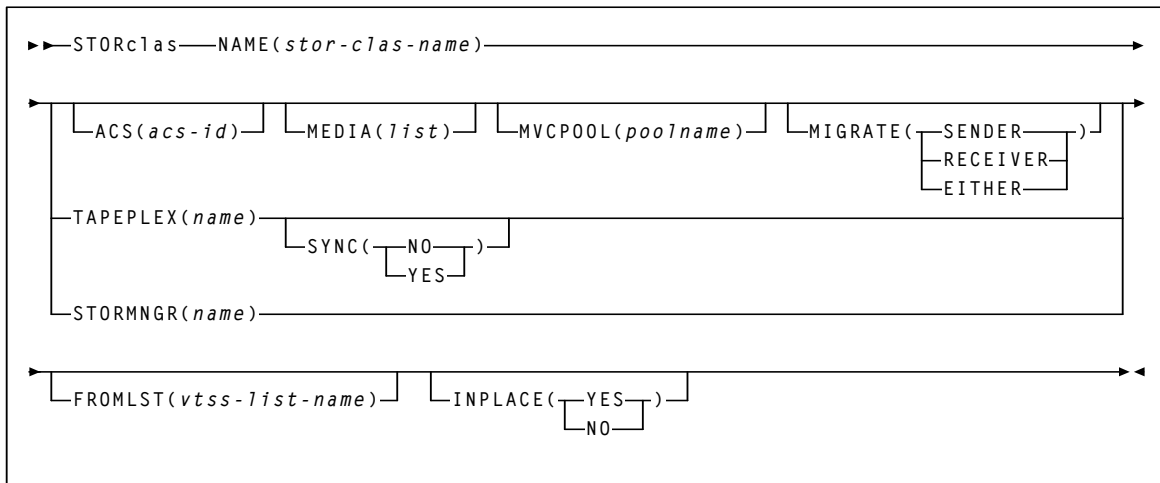 STORclas NAME(stor-clas-name)
ACS(acs-id) MEDIA(list) MVCPOOL(poolname) MIGRATE( SENDER )
RECEIVER
EITHER
TAPEPLEX(name)
SYNC( NO )
YES
STORMNGR(name)
FROMLST(vtss-list-name) INPLACE( YES )
NO